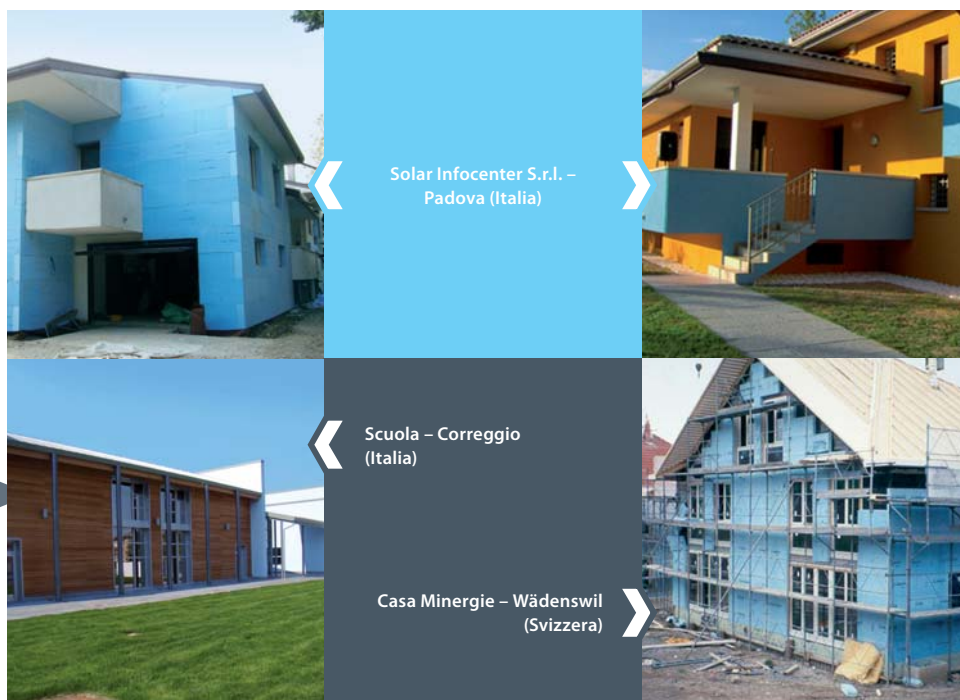 Solar Infocenter S.r.l. –
Padova (Italia)
Scuola – Correggio
(Italia)
Casa Minergie – Wädenswil
(Svizzera)